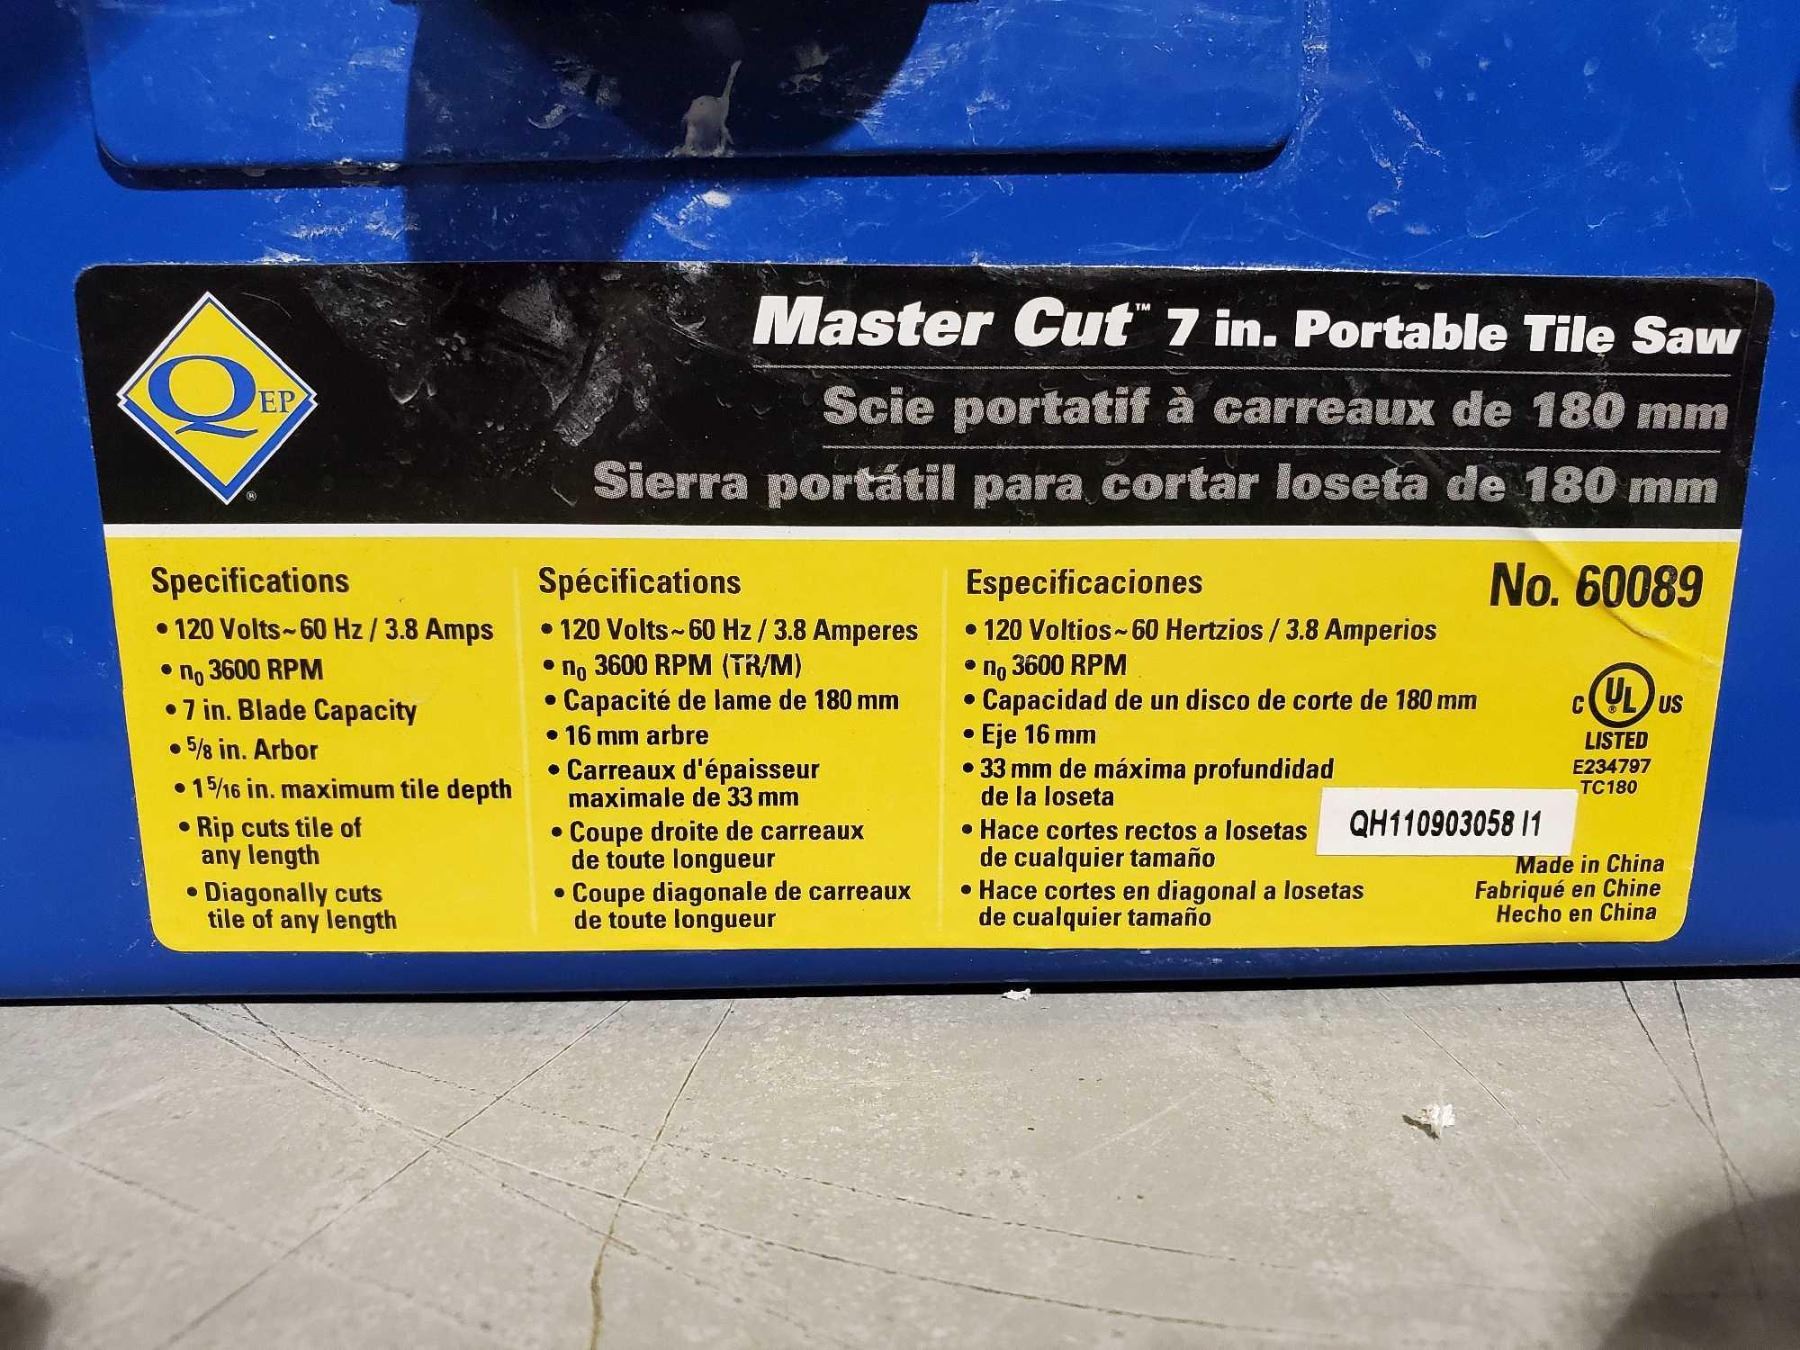 QEP
®
Master Cut™ 7 in. Portable Tile Saw
Scie portatif à carreaux de 180 mm
Sierra portátil para cortar loseta de 180 mm
Specifications
• 120 Volts~60 Hz / 3.8 Amps
• n0 3600 RPM
• 7 in. Blade Capacity
• 5/8 in. Arbor
• 1 5/16 in. maximum tile depth
• Rip cuts tile of
any length
• Diagonally cuts
tile of any length
Spécifications
• 120 Volts~60 Hz / 3.8 Amperes
• n0 3600 RPM (TR/M)
• Capacité de lame de 180 mm
• 16 mm arbre
• Carreaux d'épaisseur
maximale de 33 mm
• Coupe droite de carreaux
de toute longueur
• Coupe diagonale de carreaux
de toute longueur
Especificaciones
• 120 Voltios~60 Hertzios / 3.8 Amperios
• n0 3600 RPM
• Capacidad de un disco de corte de 180 mm
• Eje 16 mm
• 33 mm de máxima profundidad
de la loseta
• Hace cortes rectos a losetas
de cualquier tamaño
• Hace cortes en diagonal a losetas
de cualquier tamaño
No. 60089
C UL® US
LISTED
E234797
TC180
QH110903058 I1
Made in China
Fabriqué en Chine
Hecho en China